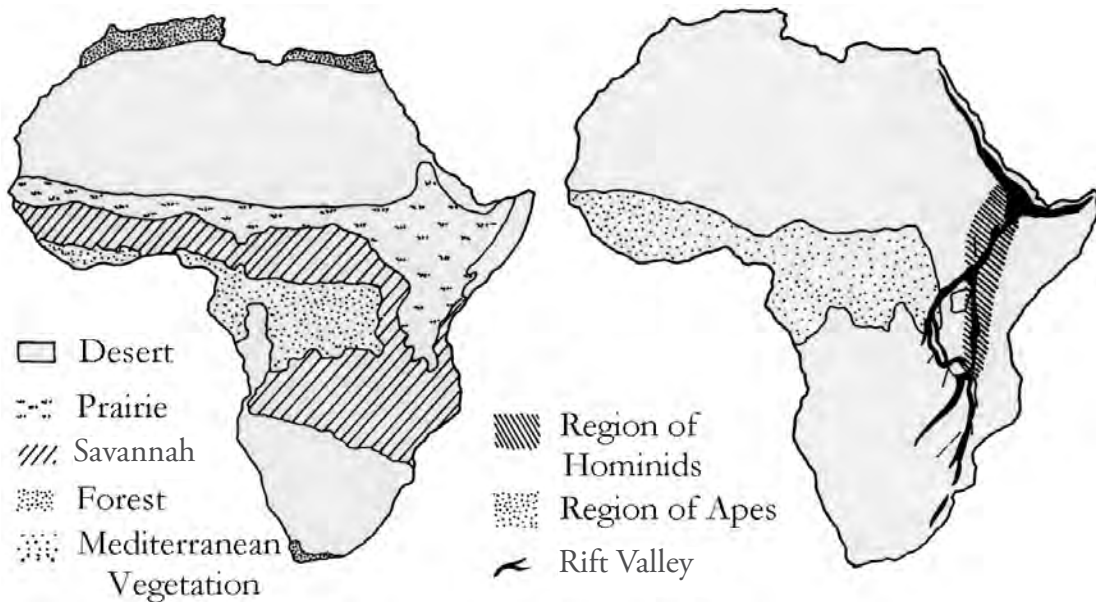 Desert
Prairie
Savannah
Forest
Mediterranean
Vegetation
Region of
Hominids
Region of Apes
Rift Valley